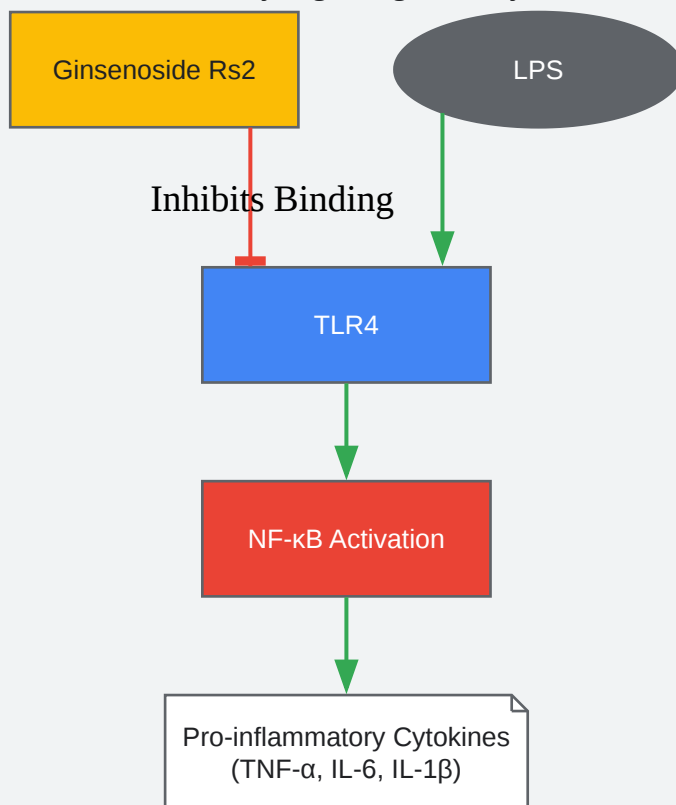 Ginsenoside Rs2
LPS
Inhibits Binding
TLR4
NF-κB Activation
Pro-inflammatory Cytokines
(TNF-α, IL-6, IL-1β)